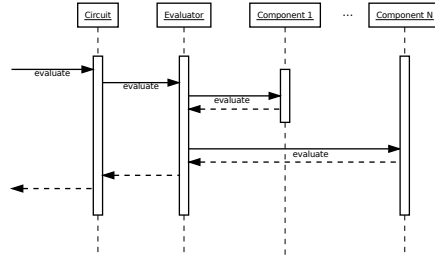 Circuit
Evaluator
Component 1
...
Component N
evaluate
evaluate
evaluate
evaluate